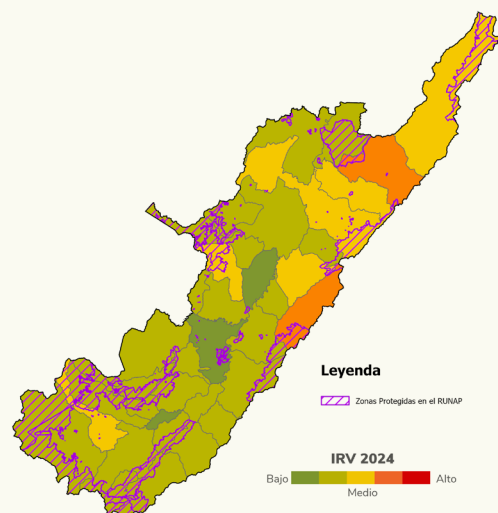 Leyenda
Zonas Protegidas en el RUNAP
IRV 2024
Bajo Alto
Medio